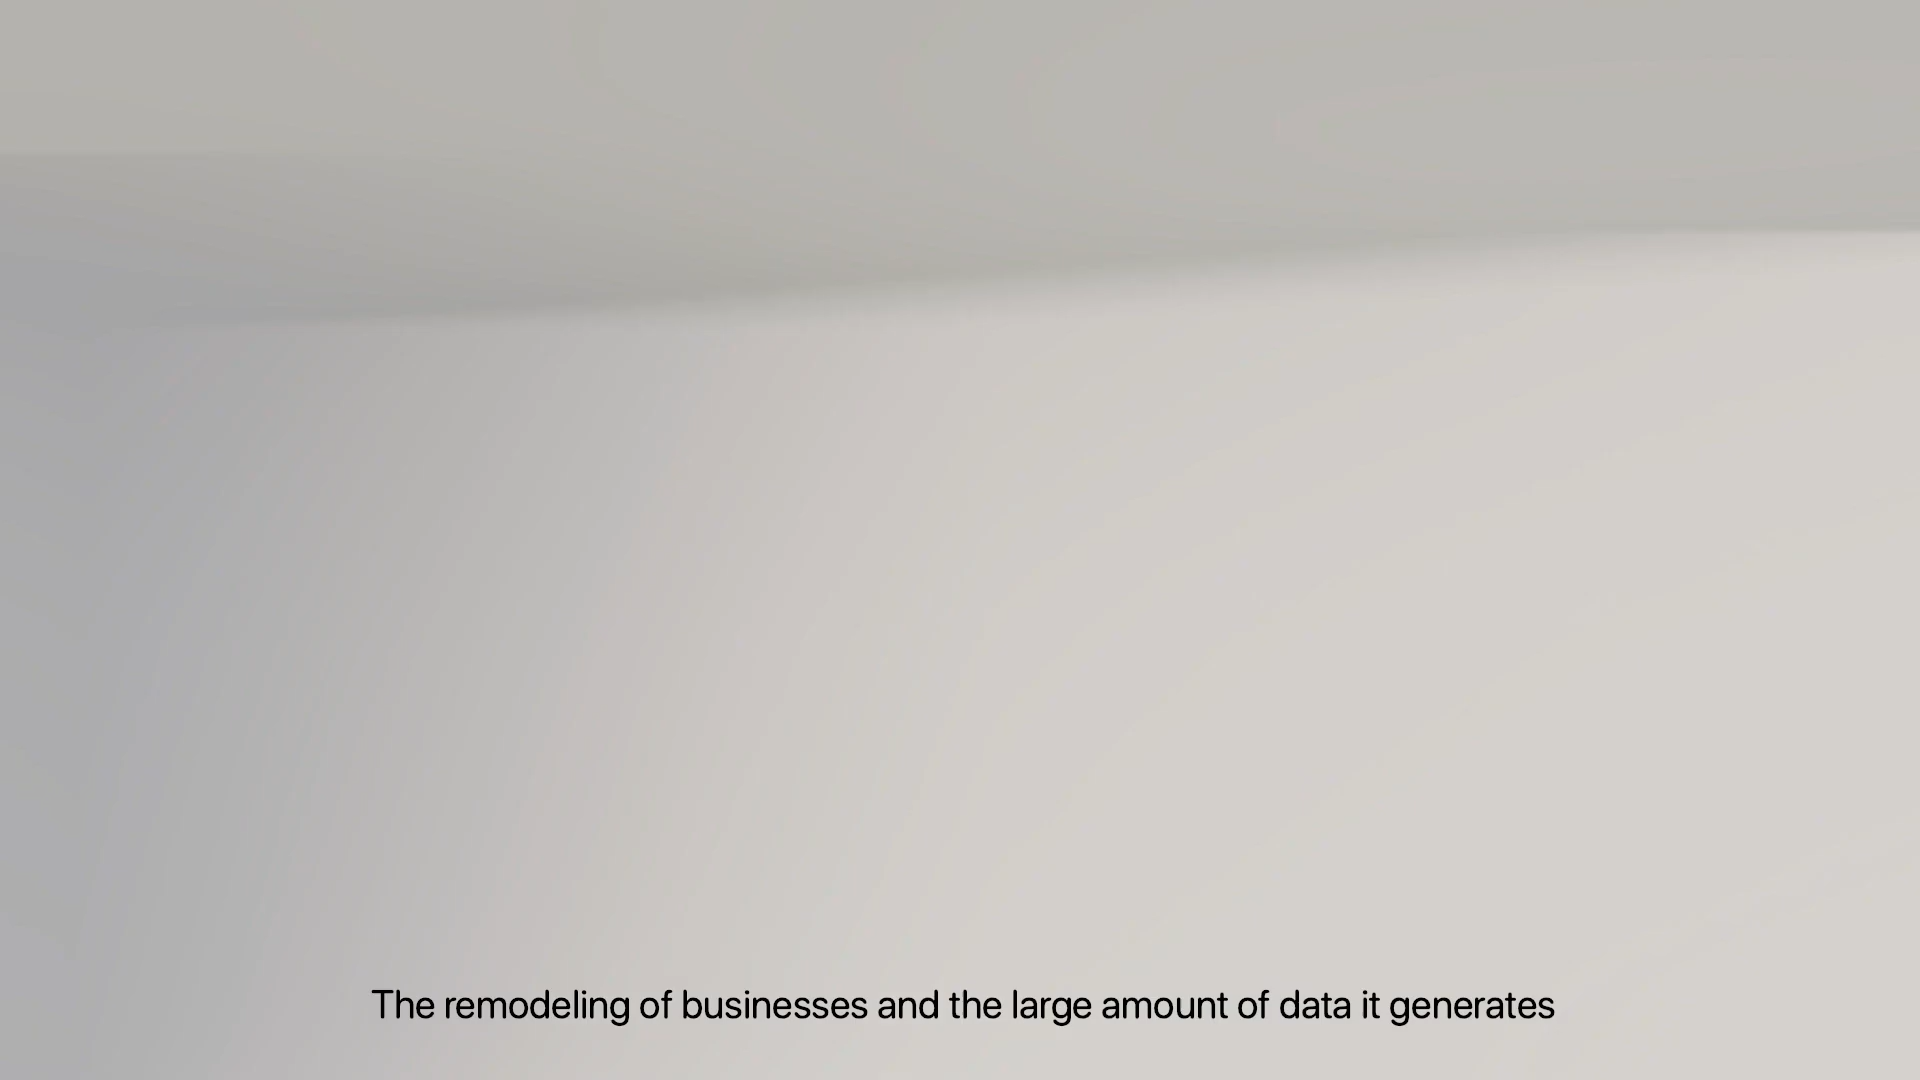 The remodeling of businesses and the large amount of data it generates